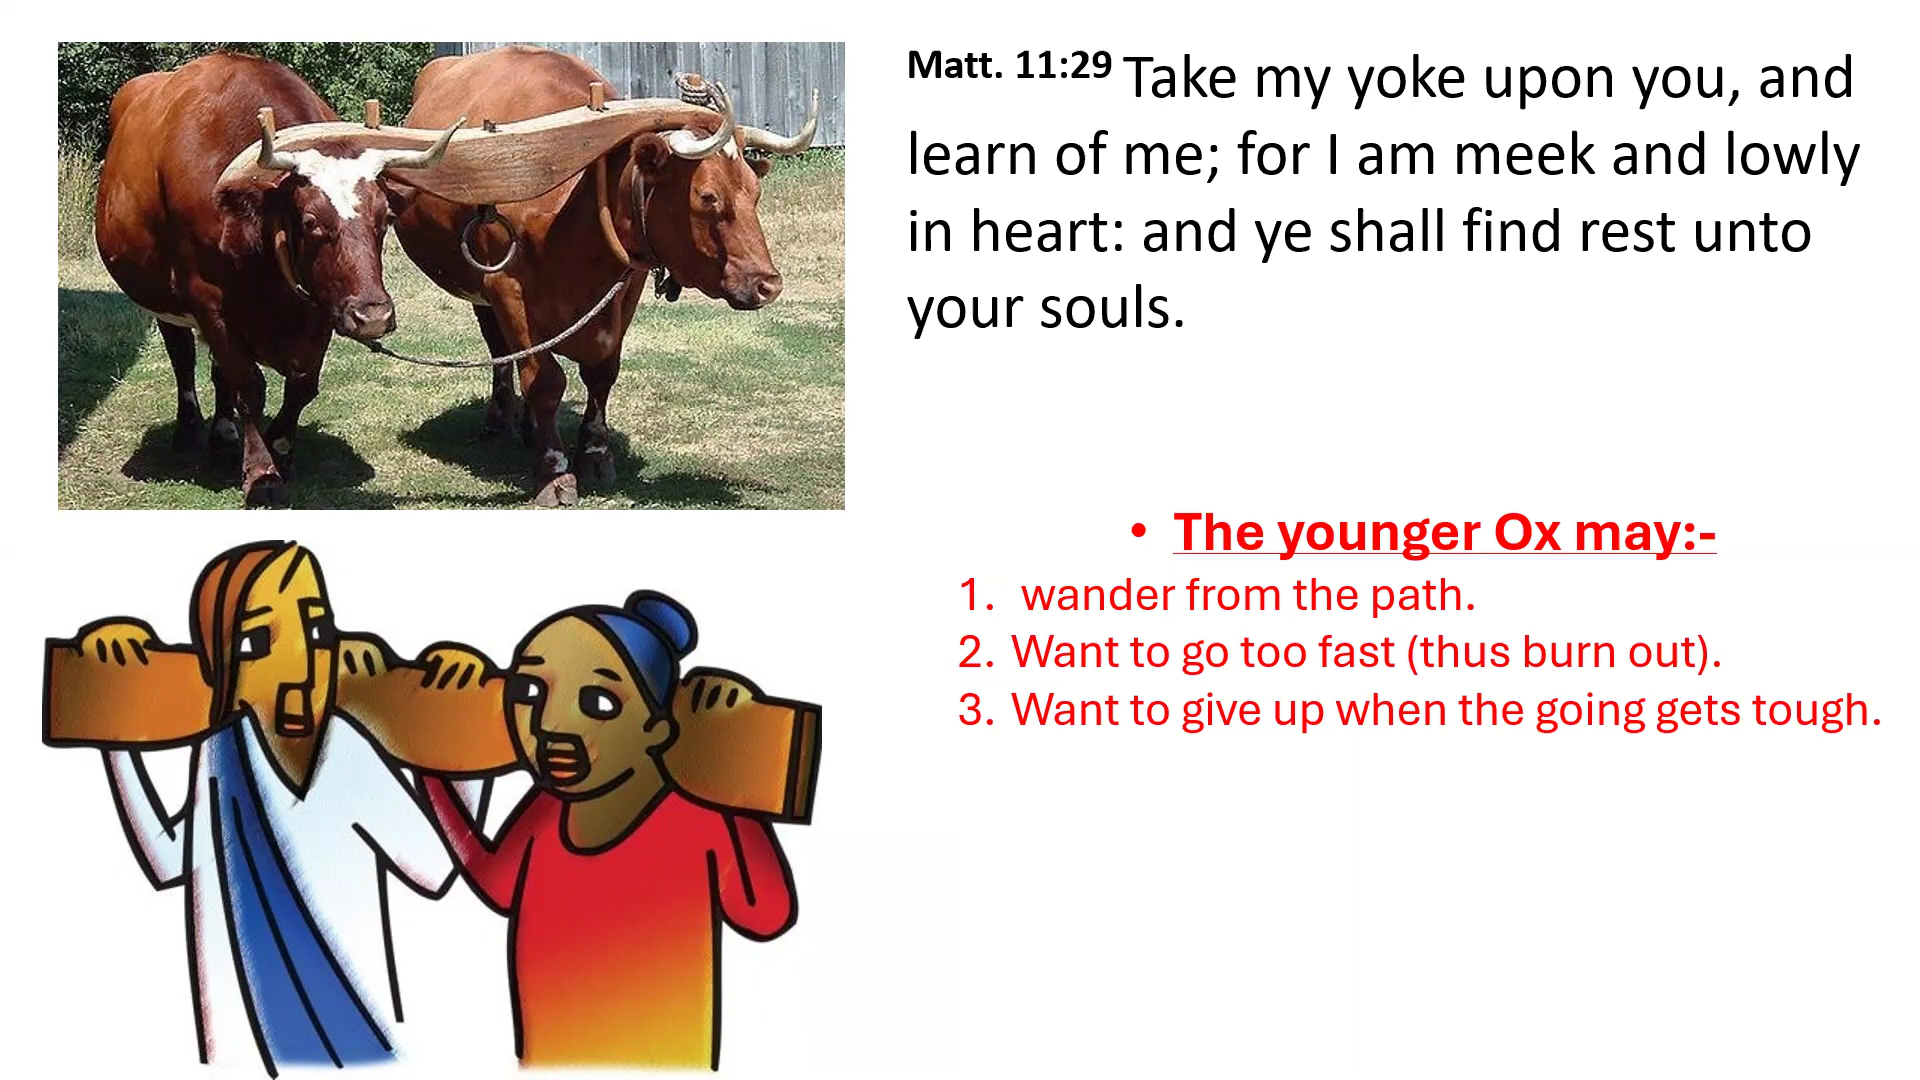 Matt. 11:29 Take my yoke upon you, and
learn of me; for I am meek and lowly
in heart: and ye shall find rest unto
your souls.
• The younger Ox may:-
1. wander from the path.
2. Want to go too fast (thus burn out).
3. Want to give up when the going gets tough.